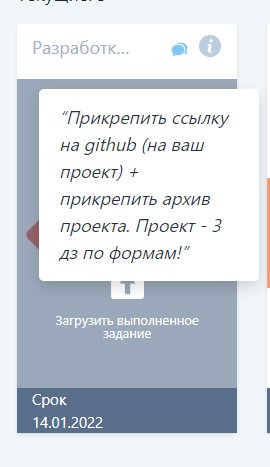 текущего
Разработк...
“Прикрепить ссылку
на github (на ваш
проект) +
прикрепить архив
проекта. Проект - 3
дз по формам!”
Загрузить выполненное
задание
Срок
14.01.2022